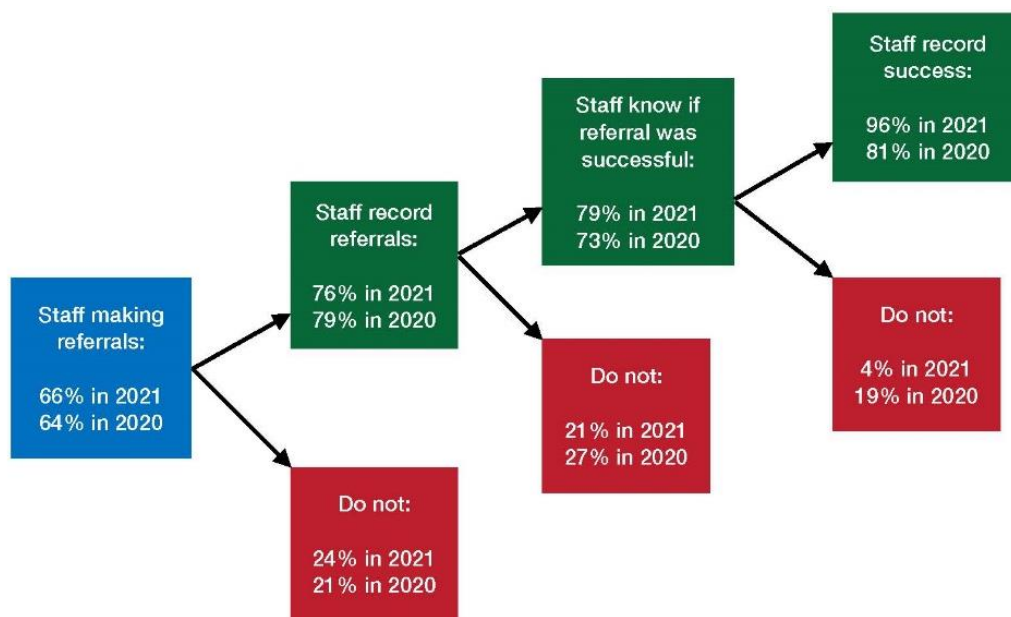 Staff making
referrals:
66% in 2021
64% in 2020
Staff record
referrals:
76% in 2021
79% in 2020
Do not:
24% in 2021
21% in 2020
Staff know if
referral was
successful:
79% in 2021
73% in 2020
Do not:
21% in 2021
27% in 2020
Staff record
success:
96% in 2021
81% in 2020
Do not:
4% in 2021
19% in 2020